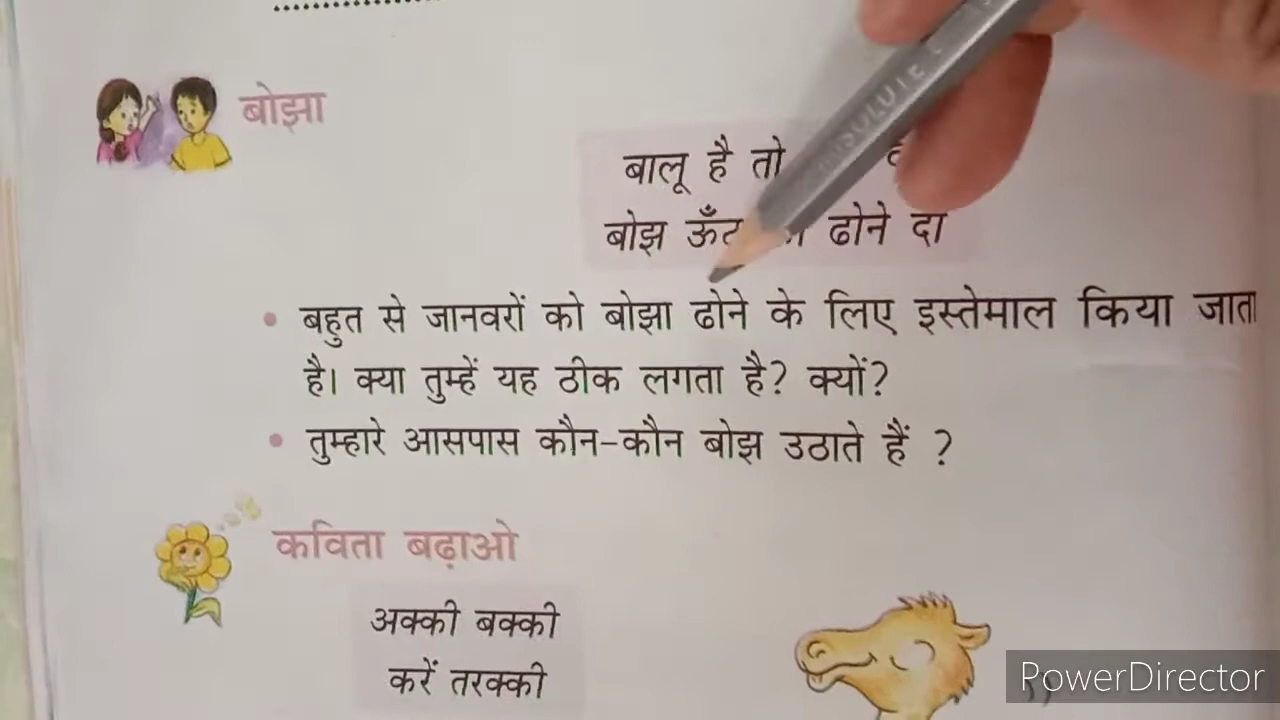 बोझा
बालू है तो
बोझ ढोने दो
• बहुत से जानवरों को बोझा ढोने के लिए इस्तेमाल किया जाता
है। क्या तुम्हें यह ठीक लगता है? क्यों?
• तुम्हारे आसपास कौन-कौन बोझ उठाते हैं ?
कविता बढ़ाओ
अक्की बक्की
करें तरक्की
PowerDirector